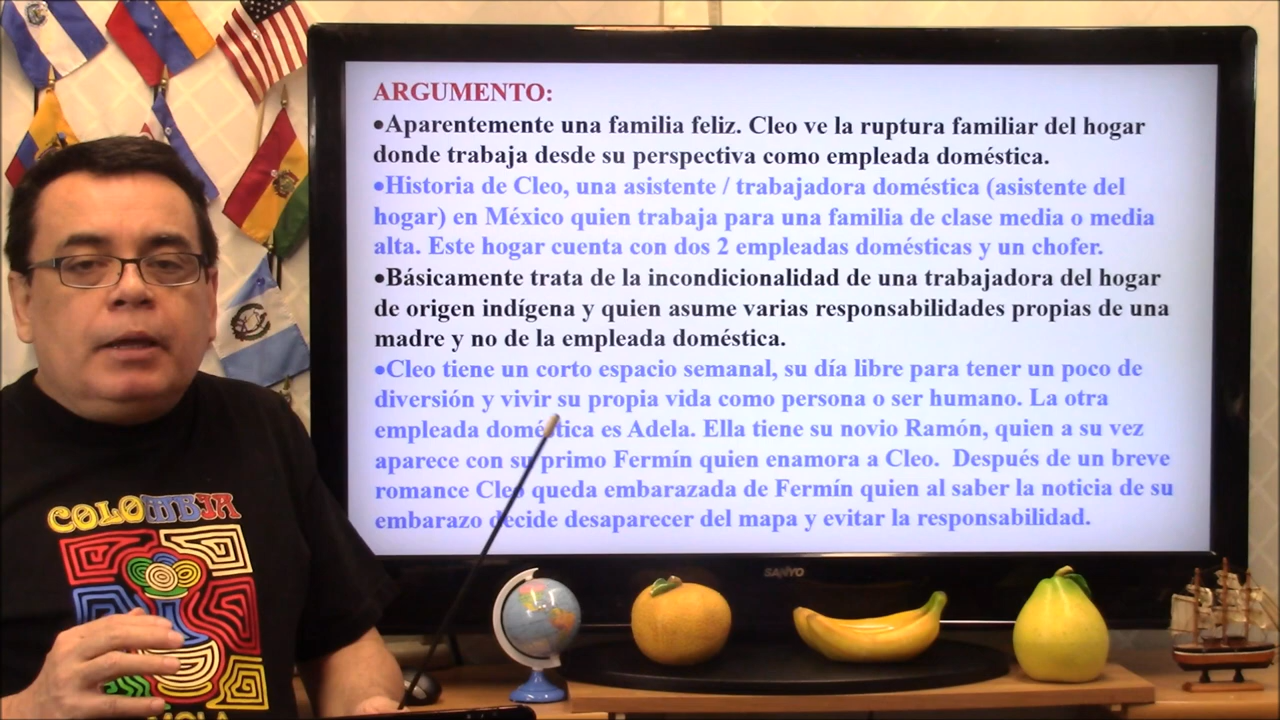 ARGUMENTO:
•Aparentemente una familia feliz. Cleo ve la ruptura familiar del hogar
donde trabaja desde su perspectiva como empleada doméstica.
•Historia de Cleo, una asistente / trabajadora doméstica (asistente del
hogar) en México quien trabaja para una familia de clase media o media
alta. Este hogar cuenta con dos 2 empleadas domésticas y un chofer.
•Básicamente trata de la incondicionalidad de una trabajadora del hogar
de origen indígena y quien asume varias responsabilidades propias de una
madre y no de la empleada doméstica.
•Cleo tiene un corto espacio semanal, su día libre para tener un poco de
diversión y vivir su propia vida como persona o ser humano. La otra
empleada doméstica es Adela. Ella tiene su novio Ramón, quien a su vez
aparece con su primo Fermín quien enamora a Cleo. Después de un breve
romance Cleo queda embarazada de Fermín quien al saber la noticia de su
embarazo decide desaparecer del mapa y evitar la responsabilidad.
SANYO
COLOMBIA
MOLA